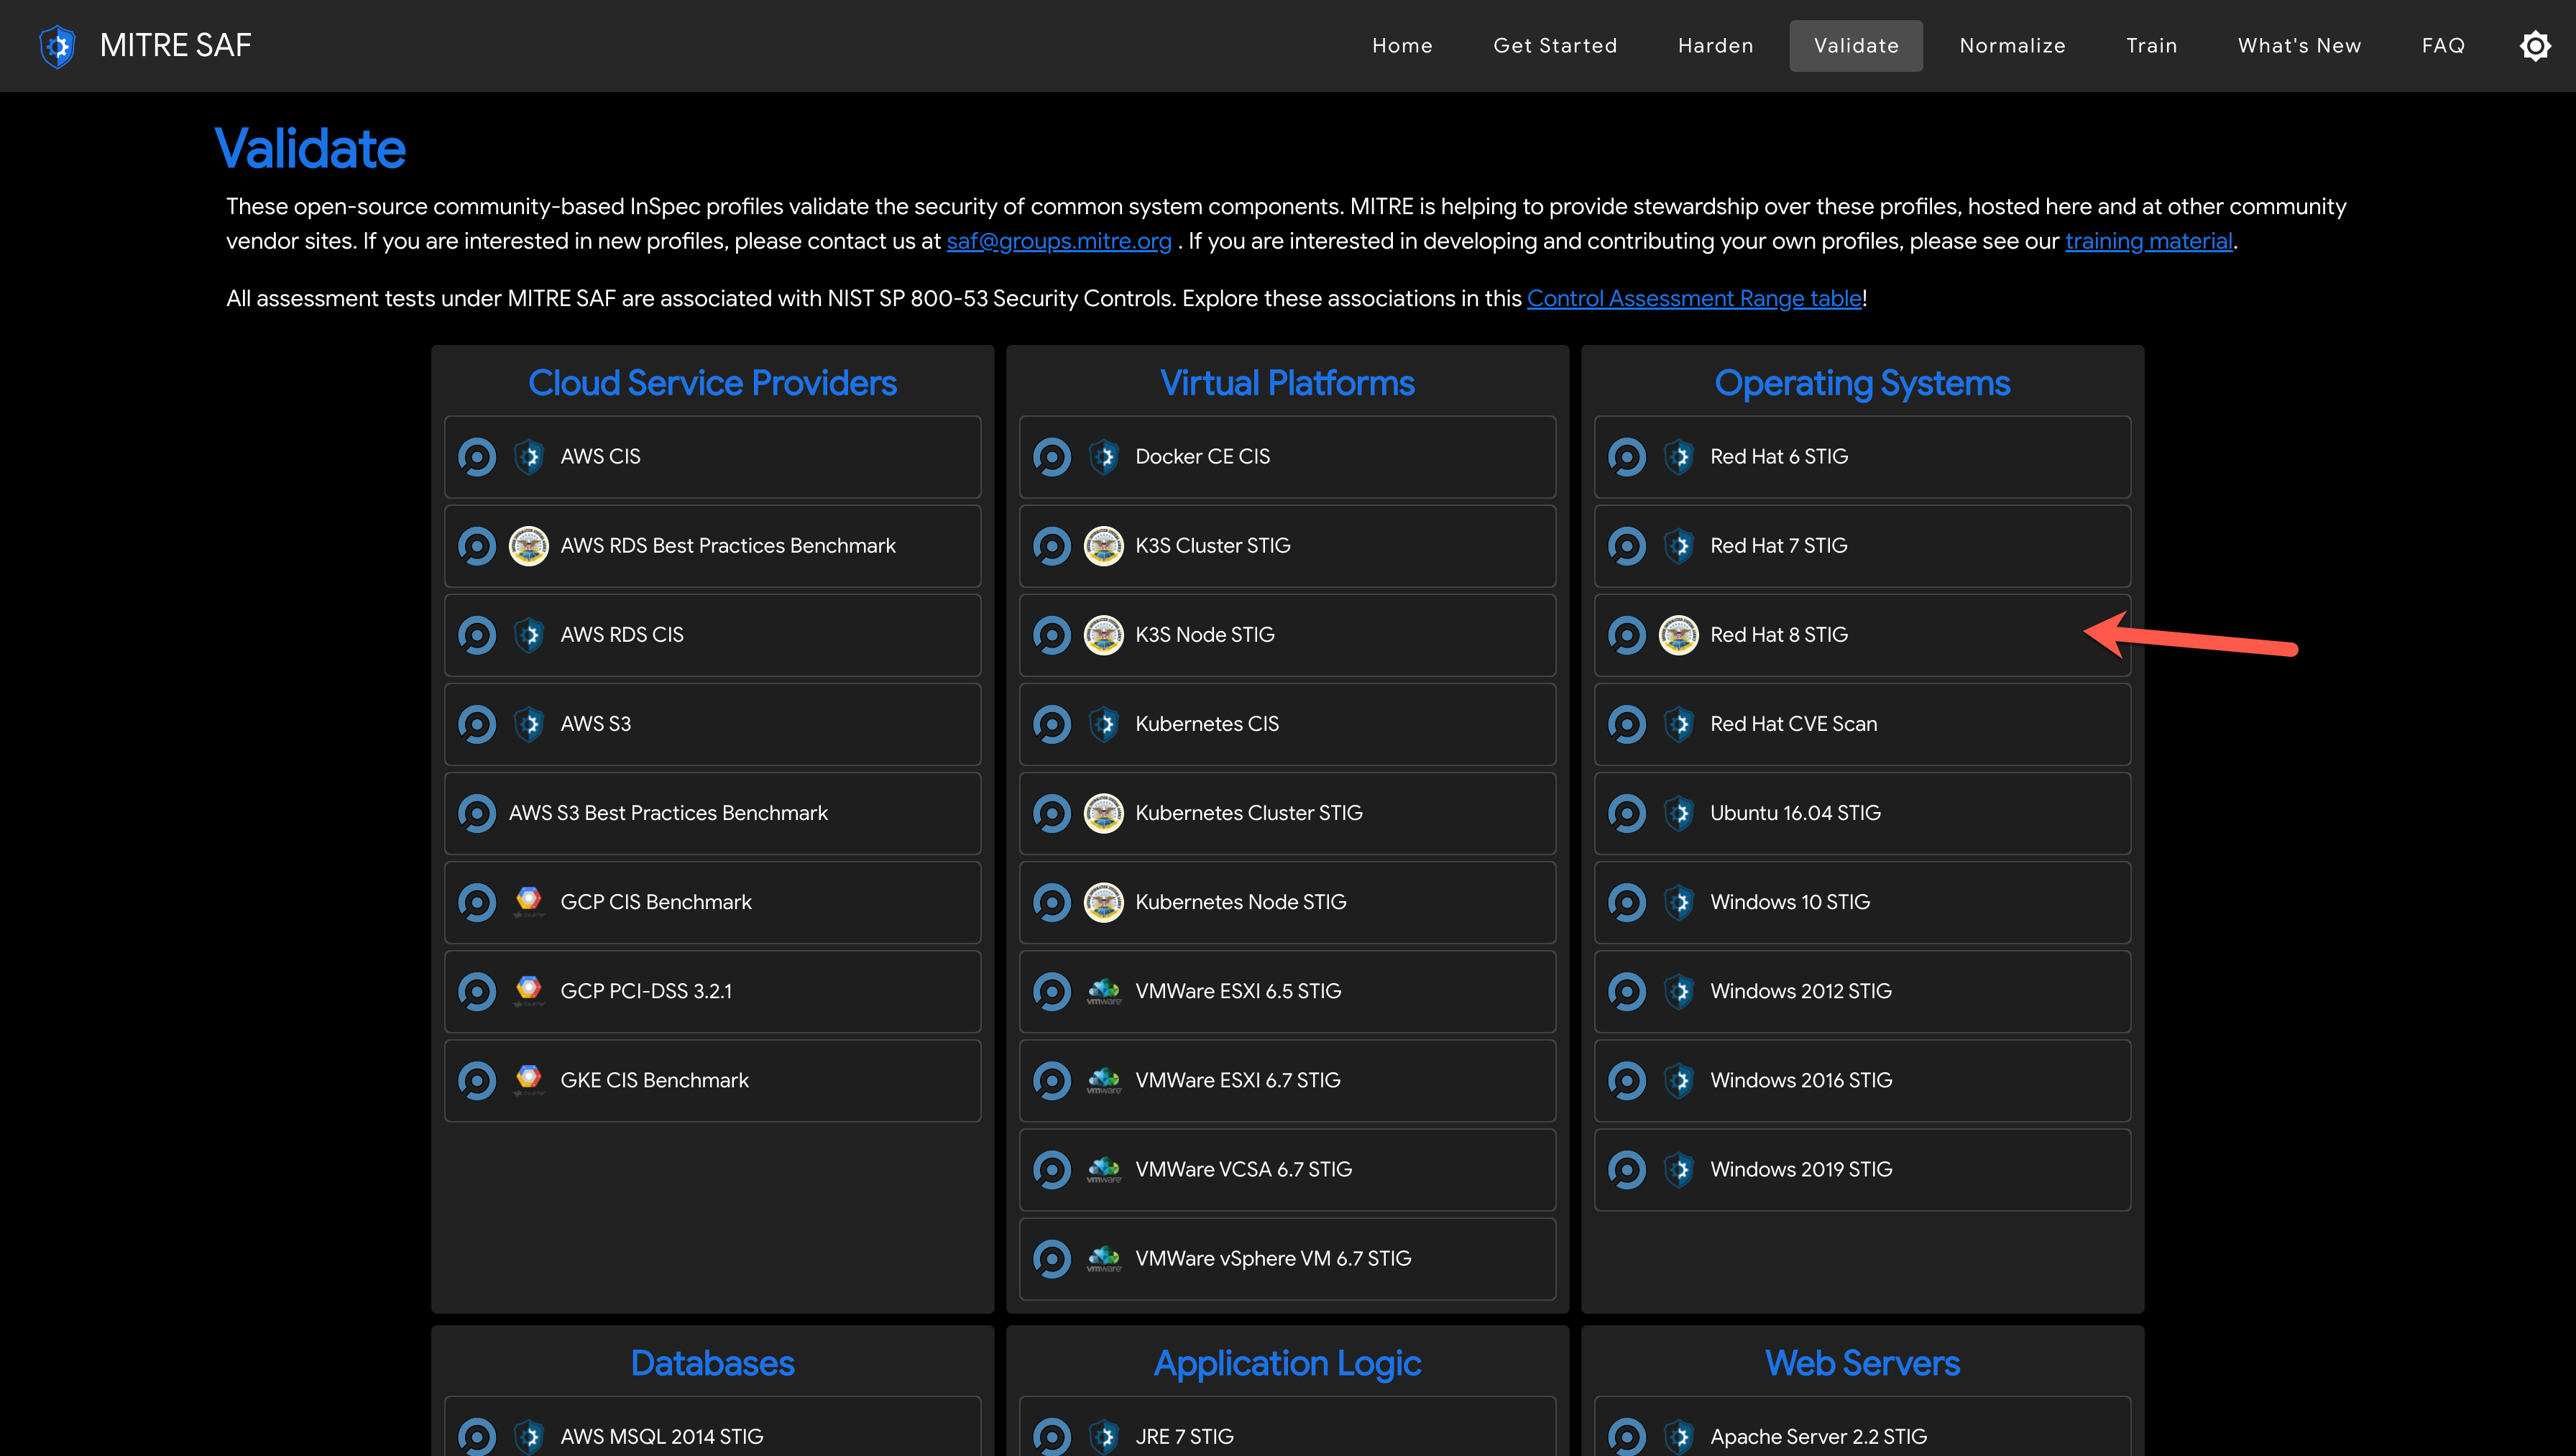 MITRE SAF
Home
Get Started
Harden
Validate
Normalize
Train
What's New
FAQ
Validate
These open-source community-based InSpec profiles validate the security of common system components. MITRE is helping to provide stewardship over these profiles, hosted here and at other community
vendor sites. If you are interested in new profiles, please contact us at saf@groups.mitre.org . If you are interested in developing and contributing your own profiles, please see our training material.
All assessment tests under MITRE SAF are associated with NIST SP 800-53 Security Controls. Explore these associations in this Control Assessment Range table!
Cloud Service Providers
AWS CIS
AWS RDS Best Practices Benchmark
AWS RDS CIS
AWS S3
AWS S3 Best Practices Benchmark
GCP CIS Benchmark
GCP PCI-DSS 3.2.1
GKE CIS Benchmark
Virtual Platforms
Docker CE CIS
K3S Cluster STIG
K3S Node STIG
Kubernetes CIS
Kubernetes Cluster STIG
Kubernetes Node STIG
vmware
VMWare ESXI 6.5 STIG
vmware
VMWare ESXI 6.7 STIG
vmware
VMWare VCSA 6.7 STIG
vmware
VMWare vSphere VM 6.7 STIG
Operating Systems
Red Hat 6 STIG
Red Hat 7 STIG
Red Hat 8 STIG
Red Hat CVE Scan
Ubuntu 16.04 STIG
Windows 10 STIG
Windows 2012 STIG
Windows 2016 STIG
Windows 2019 STIG
Databases
AWS MSQL 2014 STIG
Application Logic
JRE 7 STIG
Web Servers
Apache Server 2.2 STIG